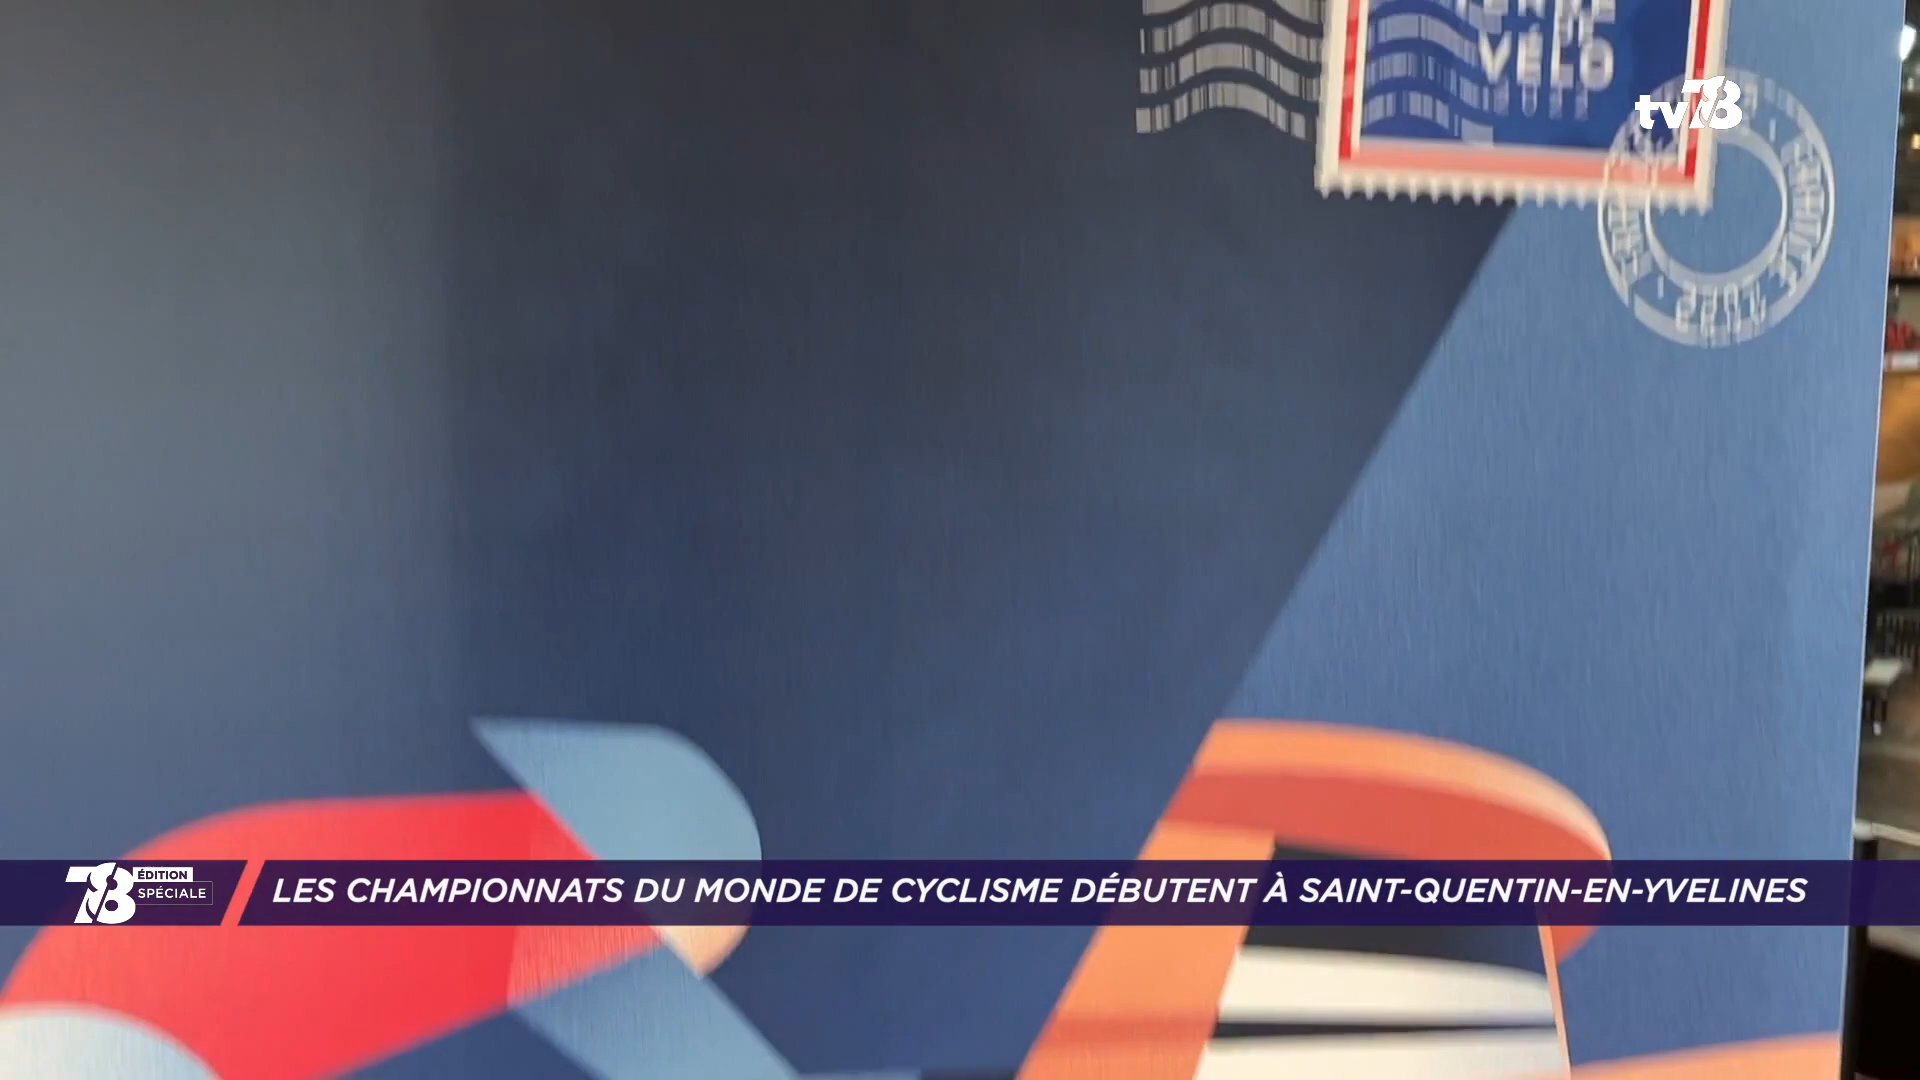 VÉLO
tv78
78 ÉDITION
SPÉCIALE
LES CHAMPIONNATS DU MONDE DE CYCLISME DÉBUTENT À SAINT-QUENTIN-EN-YVELINES